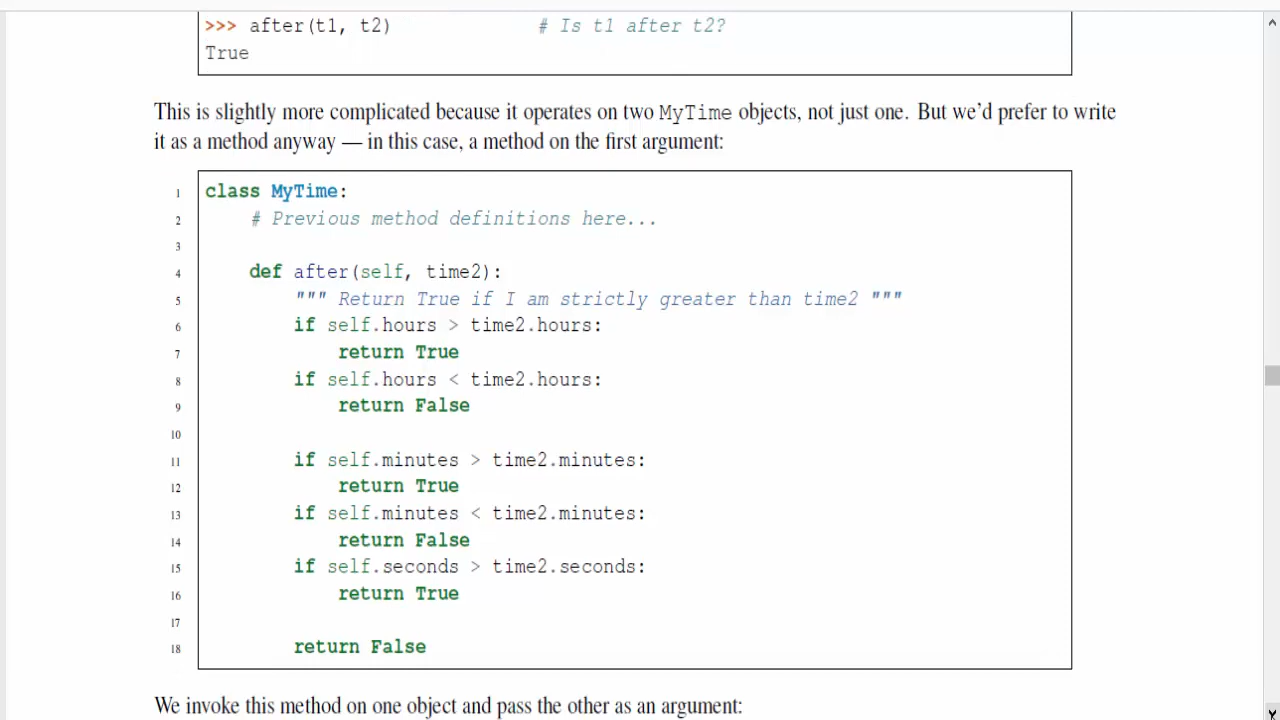 >>> after(t1, t2)              # Is t1 after t2?
True
This is slightly more complicated because it operates on two MyTime objects, not just one. But we'd prefer to write
it as a method anyway — in this case, a method on the first argument:
1 class MyTime:
2     # Previous method definitions here...
3
4     def after(self, time2):
5         """ Return True if I am strictly greater than time2 """
6         if self.hours > time2.hours:
7             return True
8         if self.hours < time2.hours:
9             return False
10
11         if self.minutes > time2.minutes:
12             return True
13         if self.minutes < time2.minutes:
14             return False
15         if self.seconds > time2.seconds:
16             return True
17
18         return False
We invoke this method on one object and pass the other as an argument: